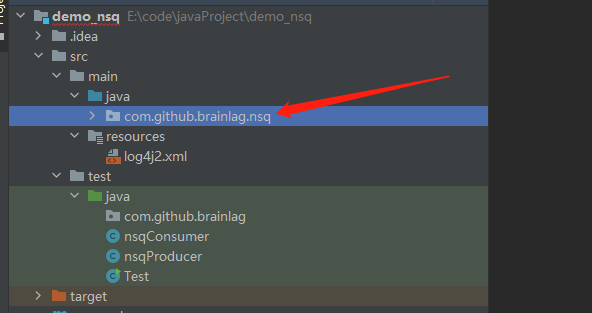 demo_nsq E:\code\javaProject\demo_nsq
.idea
src
main
java
com.github.brainlag.nsq
resources
log4j2.xml
test
java
com.github.brainlag
nsqConsumer
nsqProducer
Test
target